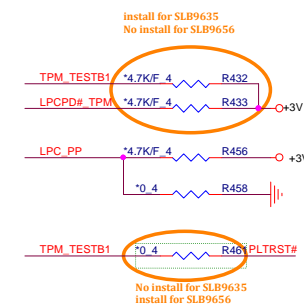 install for SLB9635
No install for SLB9656
TPM_TESTB1 *4.7K/F_4 R432
LPCPD#_TPM *4.7K/F_4 R433 +3V
LPC_PP *4.7K/F_4 R456 +3V
*0_4 R458
TPM_TESTB1 *0_4 R461 PLTRST#
No install for SLB9635
install for SLB9656